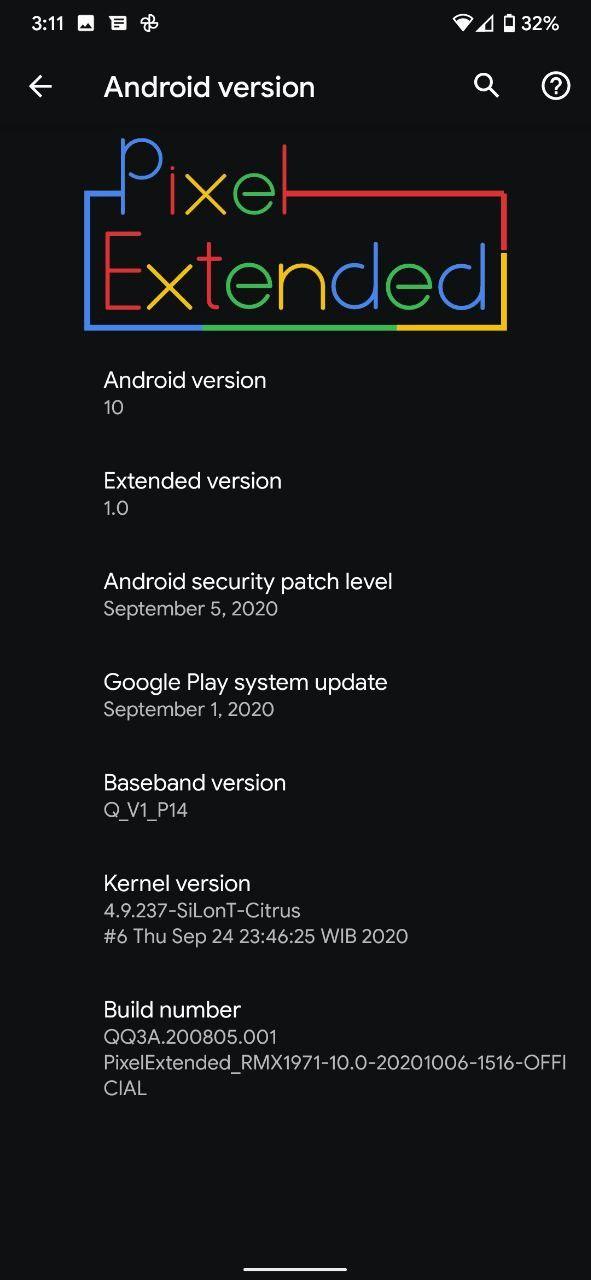 3:11 32%
Android version
Pixel
Extended
Android version
10
Extended version
1.0
Android security patch level
September 5, 2020
Google Play system update
September 1, 2020
Baseband version
Q_V1_P14
Kernel version
4.9.237-SiLonT-Citrus
#6 Thu Sep 24 23:46:25 WIB 2020
Build number
QQ3A.200805.001
PixelExtended_RMX1971-10.0-20201006-1516-OFFI
CIAL